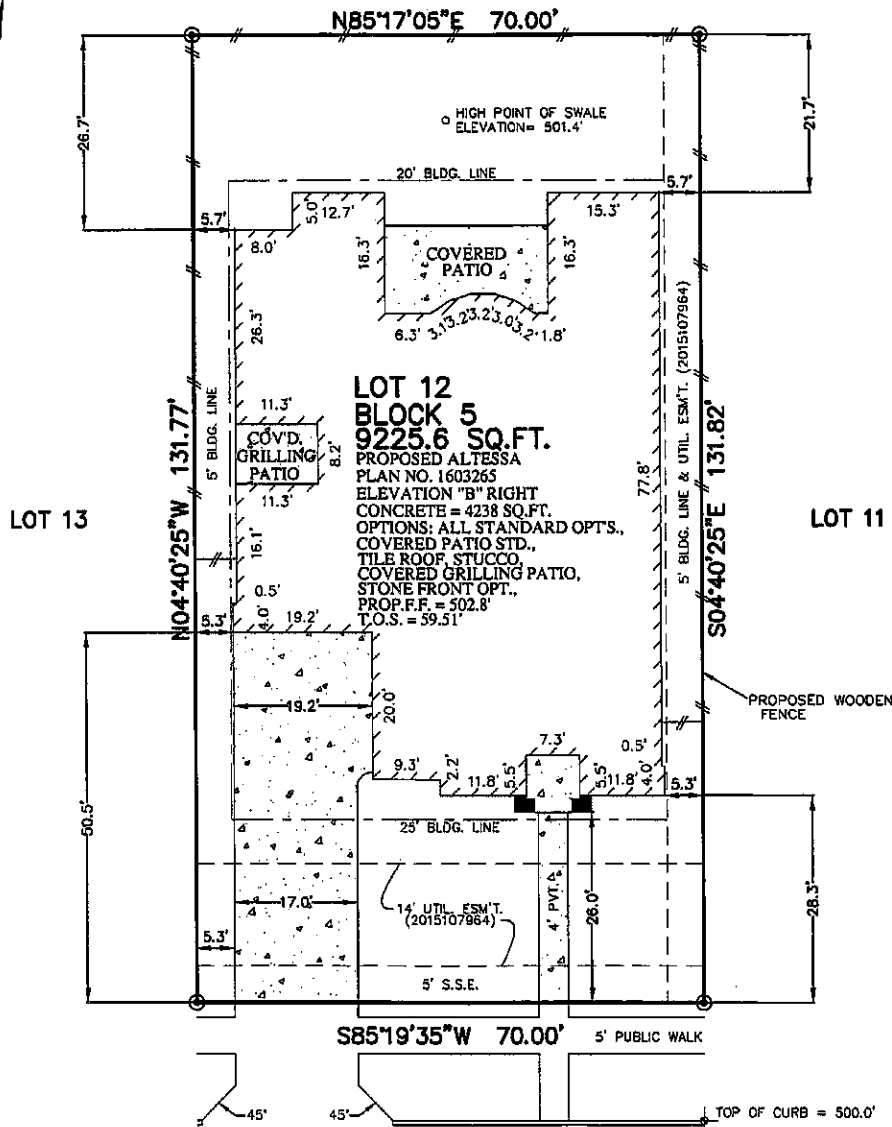 N85°17'05"E 70.00'
26.7'
21.7'
HIGH POINT OF SWALE
ELEVATION= 501.4'
20' BLDG. LINE
5.7'
5.7'
8.0'
5.0'
12.7'
15.3'
16.3'
COVERED
PATIO
16.3'
6.3'
3.1'
3.2'
3.2'
3.0'
3.2'
1.8'
26.3'
5' BLDG. LINE
N04°40'25"W 131.77'
LOT 12
BLOCK 5
9225.6 SQ.FT.
PROPOSED ALTESSA
PLAN NO. 1603265
ELEVATION "B" RIGHT
CONCRETE = 4238 SQ.FT.
OPTIONS: ALL STANDARD OPT'S.,
COVERED PATIO STD.,
TILE ROOF, STUCCO,
COVERED GRILLING PATIO,
STONE FRONT OPT.,
PROP.F.F. = 502.8'
T.O.S. = 59.51'
11.3'
COV'D.
GRILLING
PATIO
8.2'
11.3'
77.8'
5' BLDG. LINE & UTIL ESM'T. (2015107964)
S04°40'25"E 131.82'
LOT 13
LOT 11
16.1'
0.5'
4.0'
19.2'
5.3'
PROPOSED WOODEN
FENCE
19.2'
20.0'
50.5'
9.3'
2.2'
11.8'
5.5'
7.3'
5.5'
11.8'
0.5'
4.0'
5.3'
25' BLDG. LINE
17.0'
14' UTIL. ESM'T.
(2015107964)
4' PVT.
26.0'
28.3'
5.3'
5' S.S.E.
S85°19'35"W 70.00'
5' PUBLIC WALK
45'
45'
TOP OF CURB = 500.0'